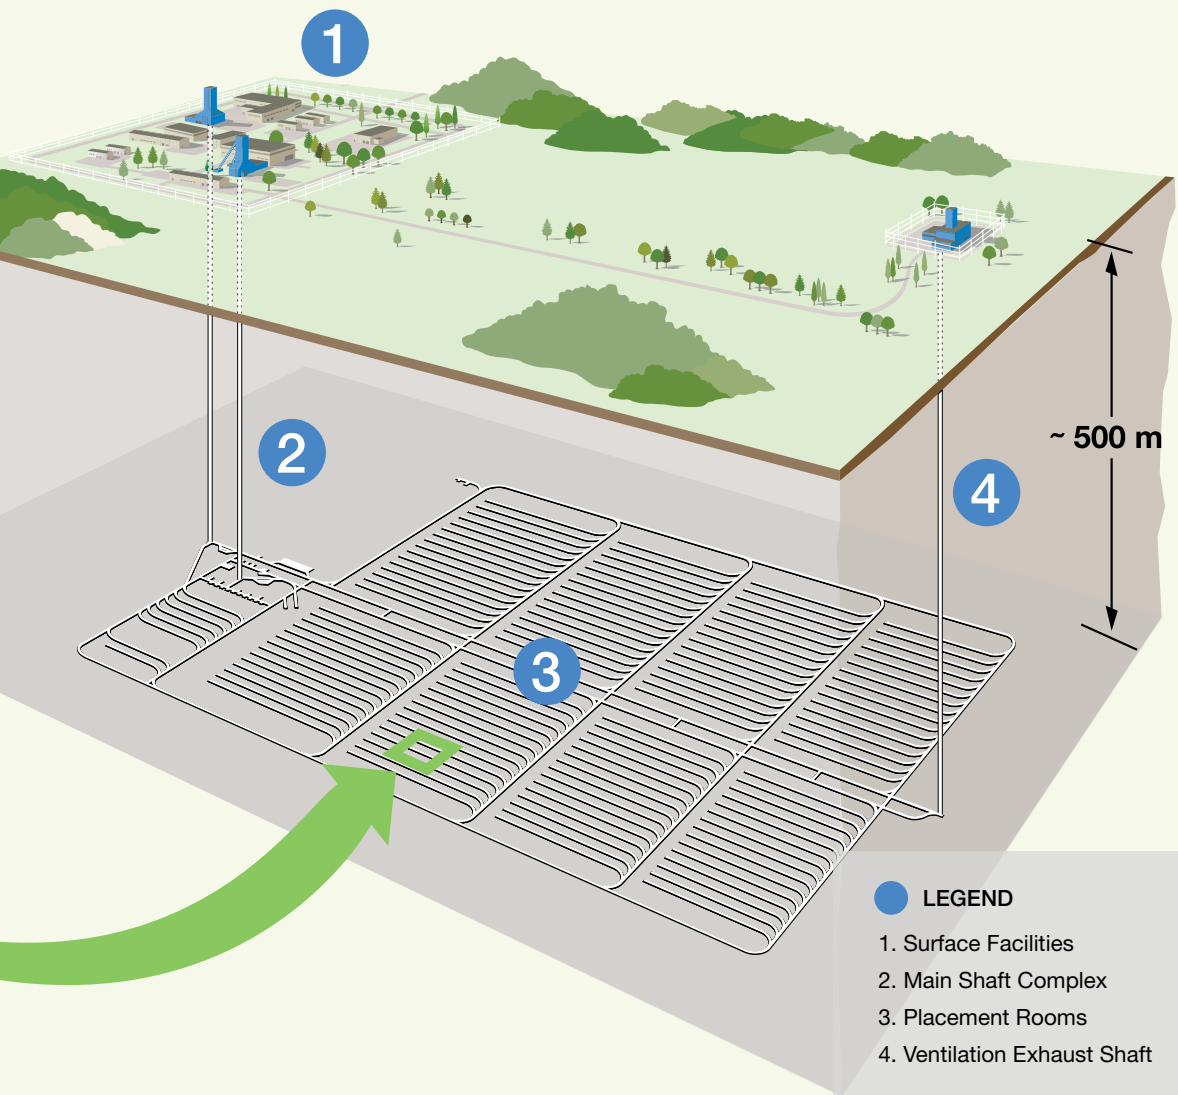 1
2
~ 500 m
4
3
LEGEND
1. Surface Facilities
2. Main Shaft Complex
3. Placement Rooms
4. Ventilation Exhaust Shaft